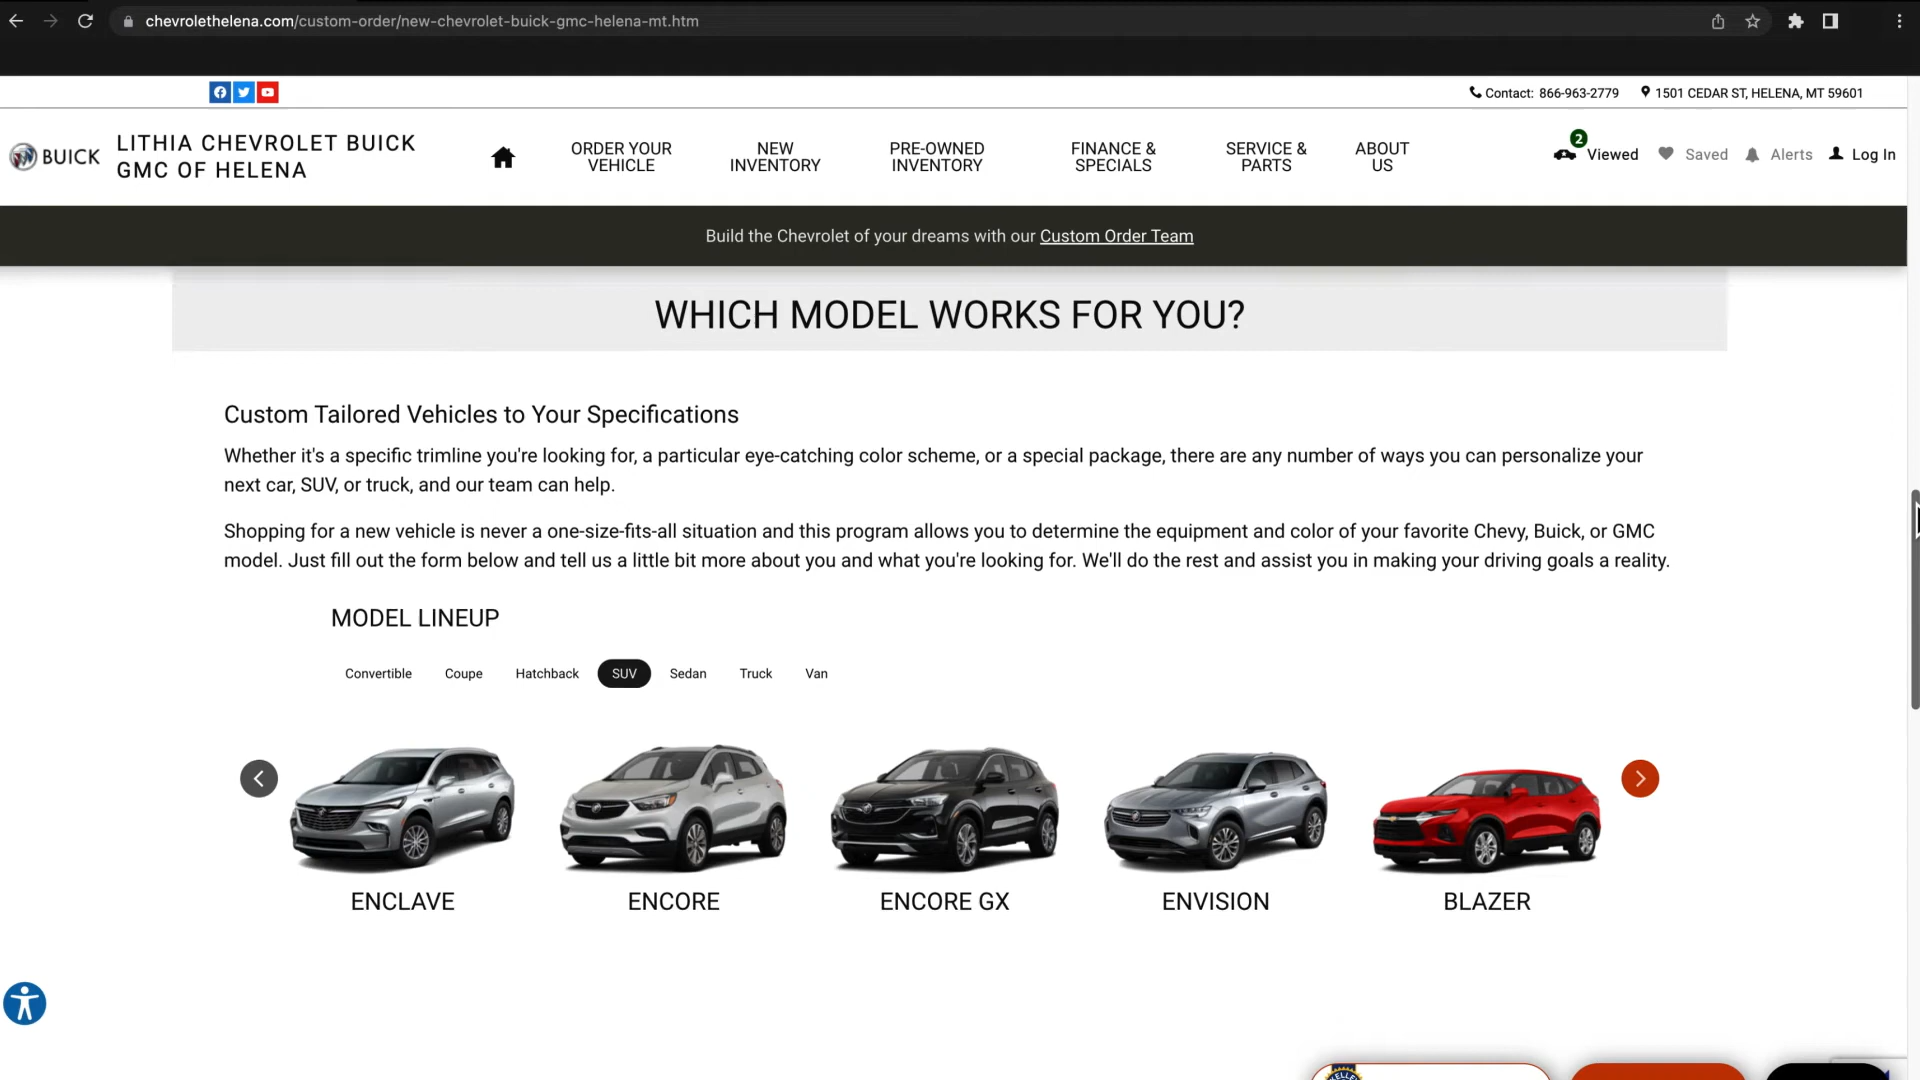 chevrolethelena.com/custom-order/new-chevrolet-buick-gmc-helena-mt.htm
Contact: 866-963-2779
1501 CEDAR ST, HELENA, MT 59601
BUICK
LITHIA CHEVROLET BUICK
GMC OF HELENA
ORDER YOUR
VEHICLE
NEW
INVENTORY
PRE-OWNED
INVENTORY
FINANCE &
SPECIALS
SERVICE &
PARTS
ABOUT
US
2
Viewed
Saved
Alerts
Log In
Build the Chevrolet of your dreams with our Custom Order Team
WHICH MODEL WORKS FOR YOU?
Custom Tailored Vehicles to Your Specifications
Whether it's a specific trimline you're looking for, a particular eye-catching color scheme, or a special package, there are any number of ways you can personalize your
next car, SUV, or truck, and our team can help.
Shopping for a new vehicle is never a one-size-fits-all situation and this program allows you to determine the equipment and color of your favorite Chevy, Buick, or GMC
model. Just fill out the form below and tell us a little bit more about you and what you're looking for. We'll do the rest and assist you in making your driving goals a reality.
MODEL LINEUP
Convertible
Coupe
Hatchback
SUV
Sedan
Truck
Van
ENCLAVE
ENCORE
ENCORE GX
ENVISION
BLAZER